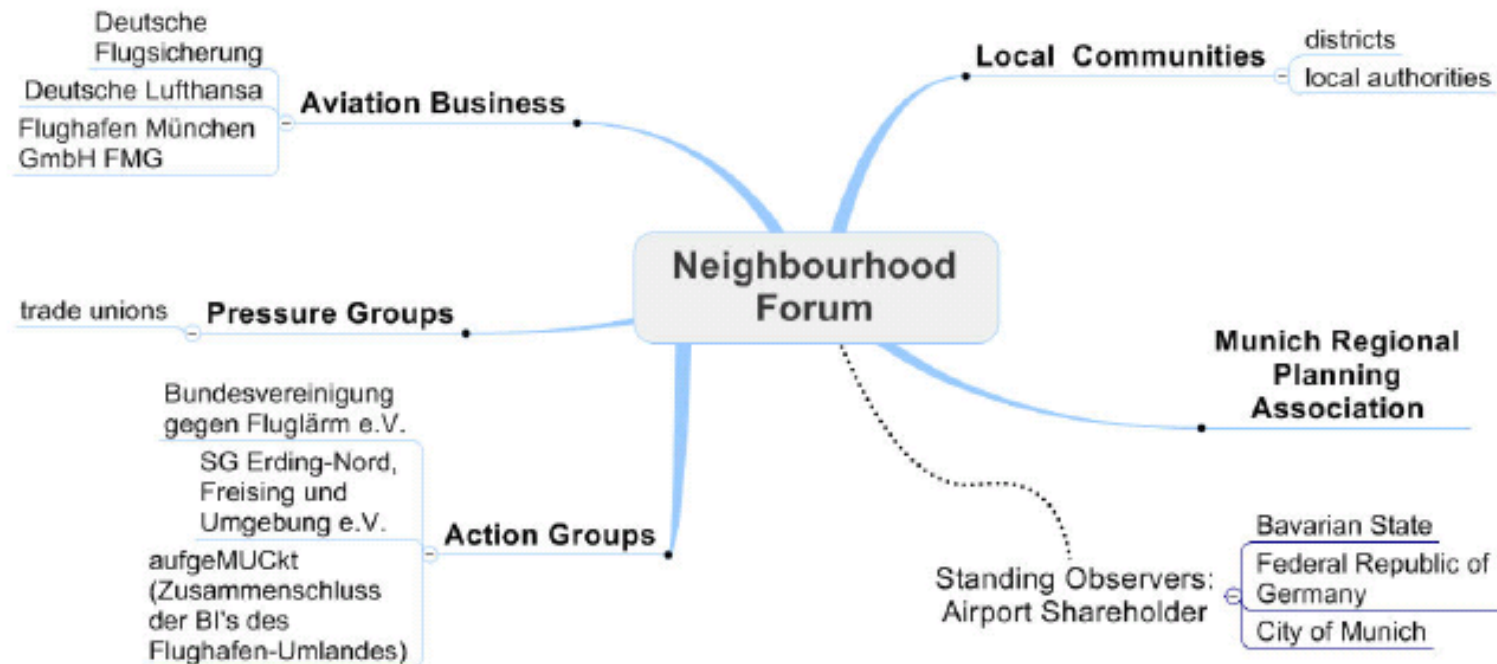 Deutsche
Flugsicherung
Deutsche Lufthansa
Flughafen München
GmbH FMG
Aviation Business
Local Communities
districts
local authorities
Neighbourhood
Forum
trade unions
Pressure Groups
Munich Regional
Planning
Association
Bundesvereinigung
gegen Fluglärm e.V.
SG Erding-Nord,
Freising und
Umgebung e.V.
aufgeMUCkt
(Zusammenschluss
der BI's des
Flughafen-Umlandes)
Action Groups
Standing Observers:
Airport Shareholder
Bavarian State
Federal Republic of
Germany
City of Munich